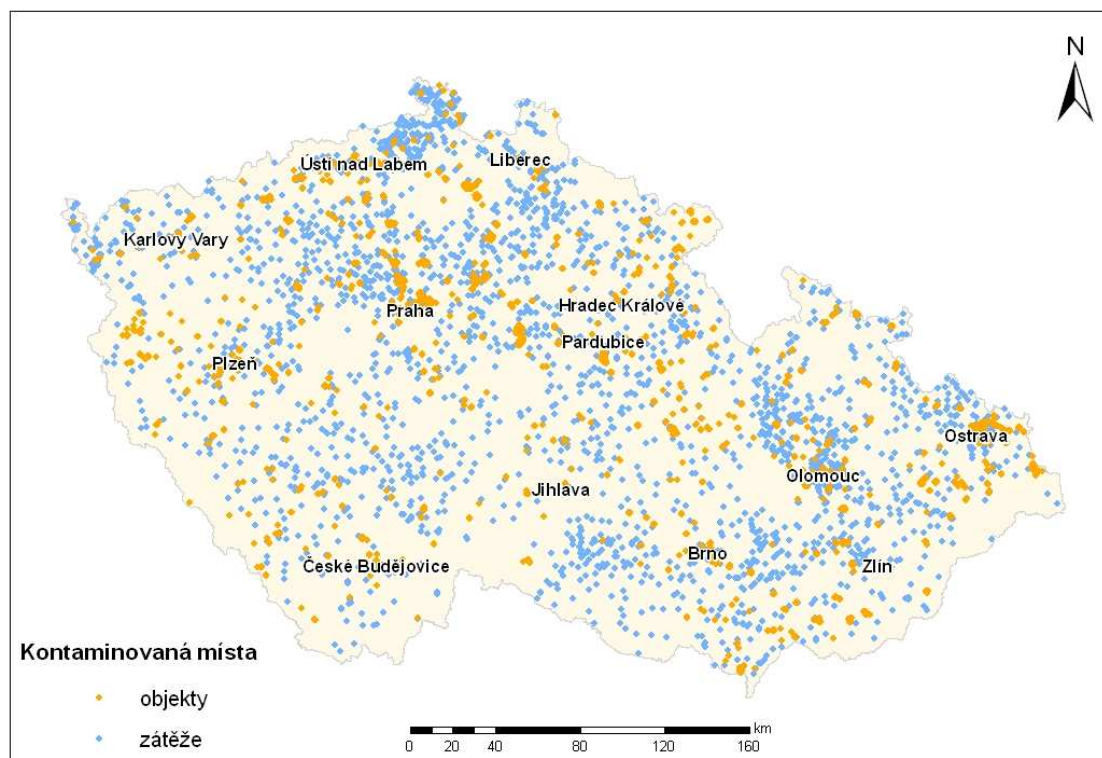 N
Ústí nad Labem
Liberec
Karlovy Vary
Praha
Hradec Králové
Pardubice
Plzeň
Ostrava
Olomouc
Jihlava
Brno
České Budějovice
Zlín
Kontaminovaná místa
objekty
zátěže
km
0 20 40 80 120 160